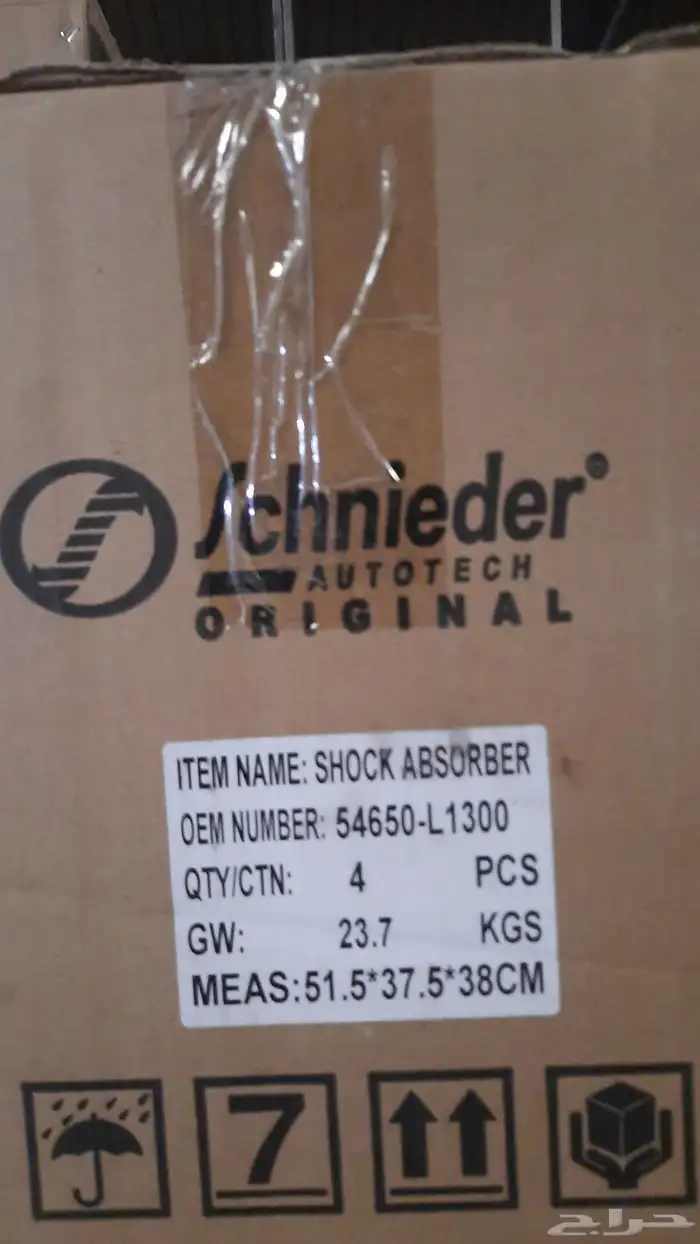 Schnieder®
AUTOTECH
ORIGINAL
ITEM NAME: SHOCK ABSORBER
OEM NUMBER: 54650-L1300
QTY/CTN: 4 PCS
GW: 23.7 KGS
MEAS:51.5*37.5*38CM
7
حراج